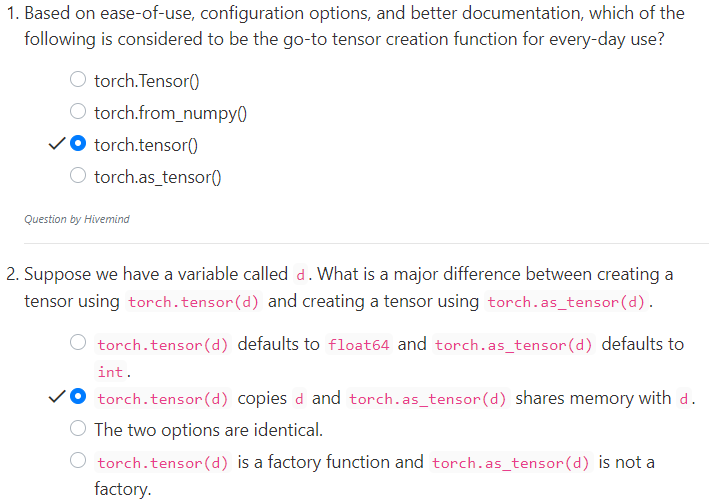 1. Based on ease-of-use, configuration options, and better documentation, which of the
following is considered to be the go-to tensor creation function for every-day use?
torch.Tensor()
torch.from_numpy()
torch.tensor()
torch.as_tensor()
Question by Hivemind
2. Suppose we have a variable called d. What is a major difference between creating a
tensor using torch.tensor(d) and creating a tensor using torch.as_tensor(d).
torch.tensor(d) defaults to float64 and torch.as_tensor(d) defaults to
int.
torch.tensor(d) copies d and torch.as_tensor(d) shares memory with d.
The two options are identical.
torch.tensor(d) is a factory function and torch.as_tensor(d) is not a
factory.